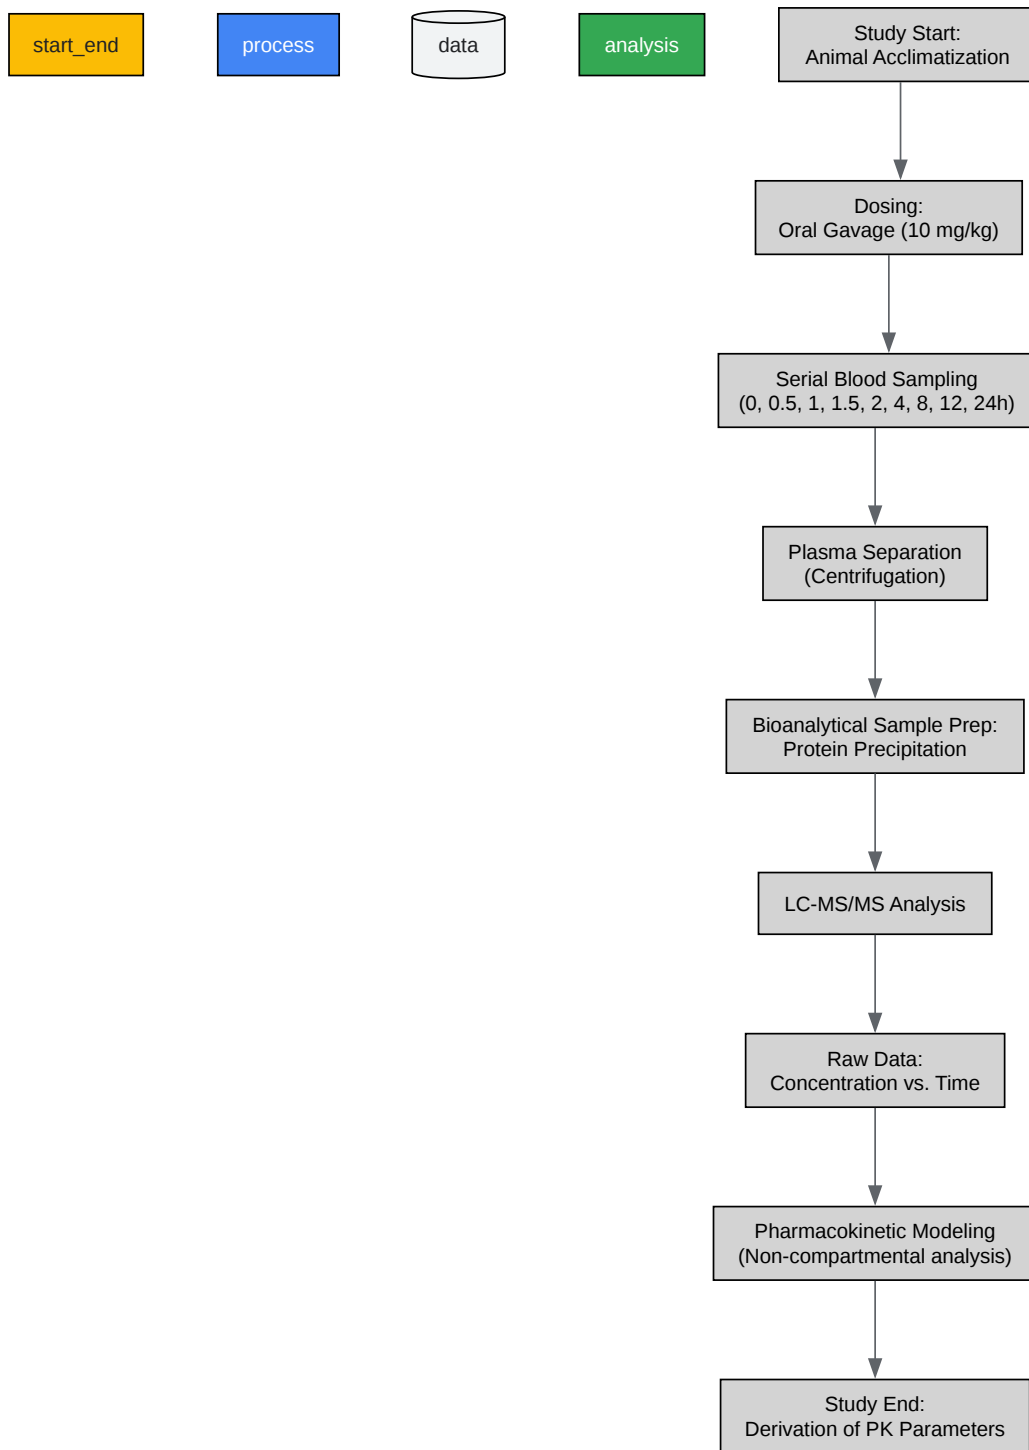 start_end
process
data
analysis
Study Start:
Animal Acclimatization
Dosing:
Oral Gavage (10 mg/kg)
Serial Blood Sampling
(0, 0.5, 1, 1.5, 2, 4, 8, 12, 24h)
Plasma Separation
(Centrifugation)
Bioanalytical Sample Prep:
Protein Precipitation
LC-MS/MS Analysis
Raw Data:
Concentration vs. Time
Pharmacokinetic Modeling
(Non-compartmental analysis)
Study End:
Derivation of PK Parameters